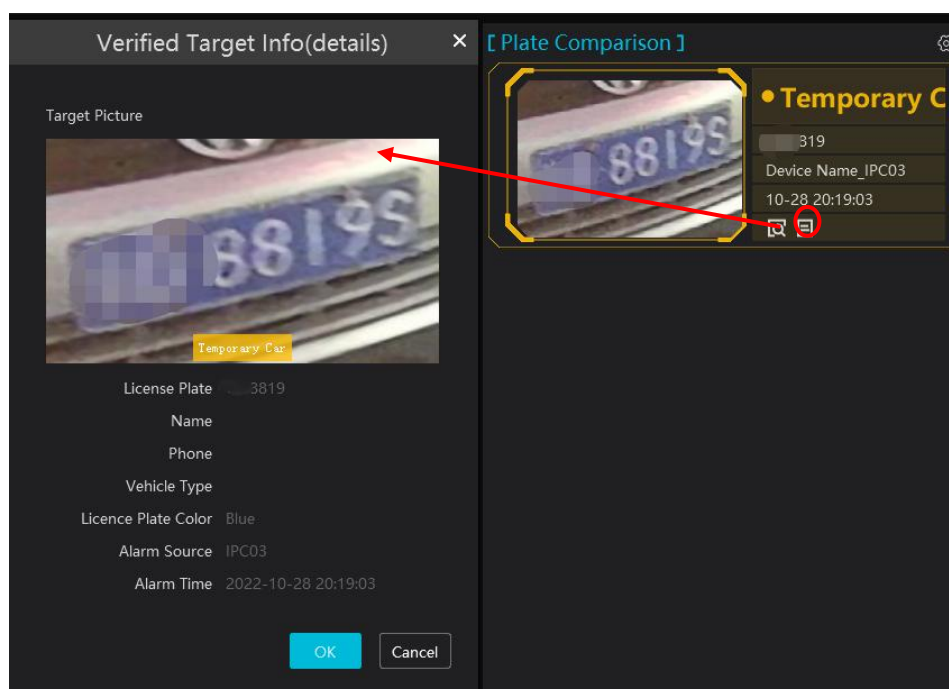 Verified Target Info(details) ×
Target Picture
88195
Temporary Car
License Plate 3819
Name
Phone
Vehicle Type
Licence Plate Color Blue
Alarm Source IPC03
Alarm Time 2022-10-28 20:19:03
OK Cancel
[ Plate Comparison ]
88195
Temporary C
819
Device Name_IPC03
10-28 20:19:03